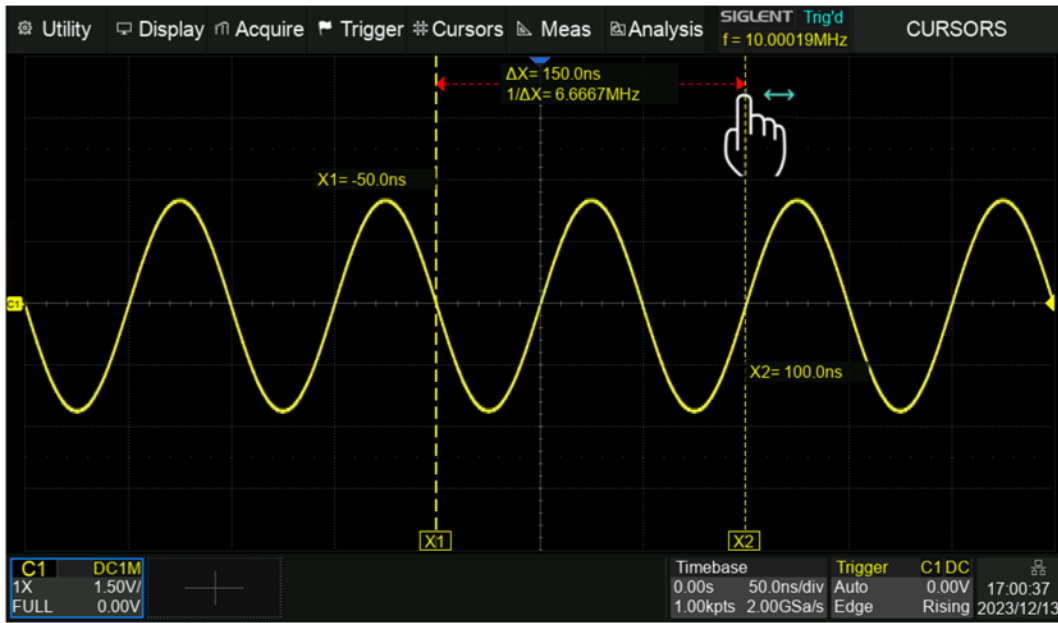 Utility Display Acquire Trigger Cursors Meas Analysis SIGLENT Trig'd CURSORS
f = 10.00019MHz
ΔX= 150.0ns
1/ΔX= 6.6667MHz
X1= -50.0ns
C1
X2= 100.0ns
X1 X2
C1 DC1M
1X 1.50V/
FULL 0.00V
Timebase
0.00s 50.0ns/div
1.00kpts 2.00GSa/s
Trigger C1 DC
Auto 0.00V
Edge Rising
17:00:37
2023/12/13